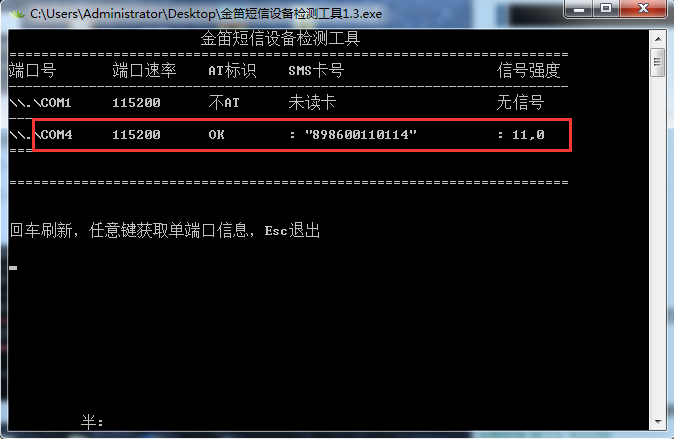 C:\Users\Administrator\Desktop\金笛短信设备检测工具1.3.exe
金笛短信设备检测工具
端口号 端口速率 AT标识 SMS卡号 信号强度
\\.\COM1 115200 不AT 未读卡 无信号
\\.\COM4 115200 OK : "898600110114" : 11,0
回车刷新，任意键获取单端口信息，Esc退出
半: